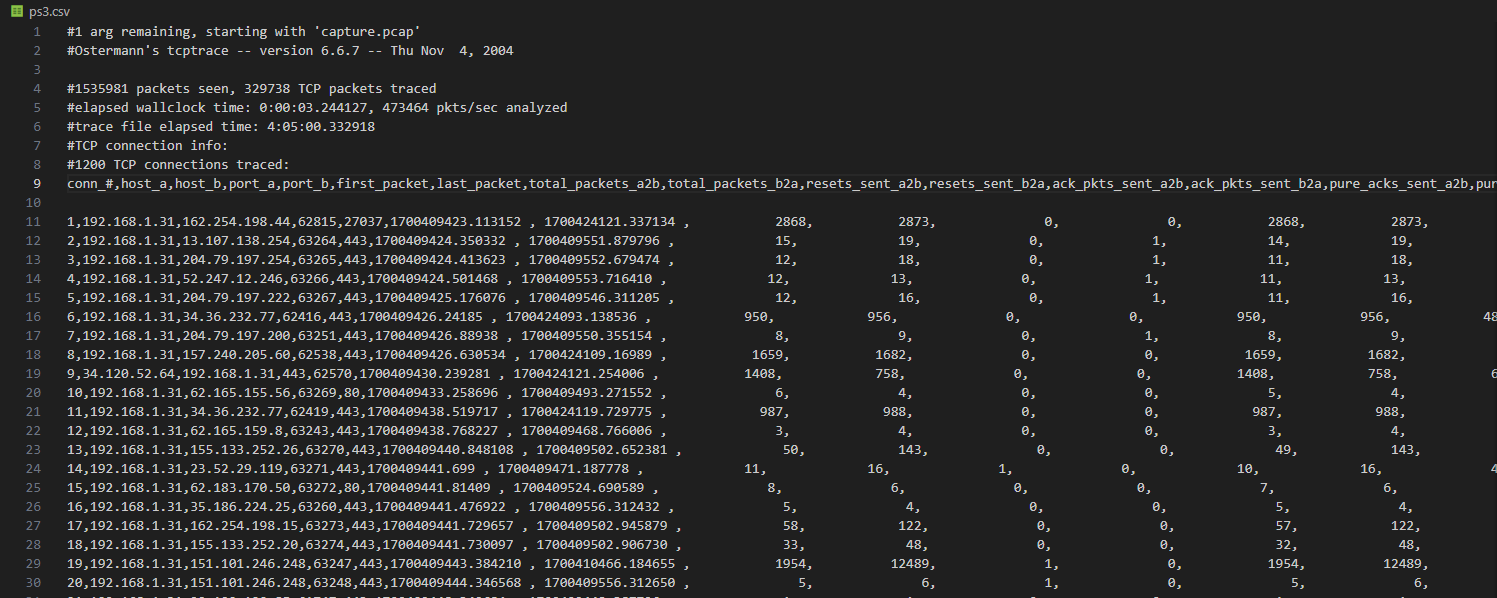 ps3.csv
1 #1 arg remaining, starting with 'capture.pcap'
2 #Ostermann's tcptrace -- version 6.6.7 -- Thu Nov  4, 2004
3
4 #1535981 packets seen, 329738 TCP packets traced
5 #elapsed wallclock time: 0:00:03.244127, 473464 pkts/sec analyzed
6 #trace file elapsed time: 4:05:00.332918
7 #TCP connection info:
8 #1200 TCP connections traced:
9 conn_#,host_a,host_b,port_a,port_b,first_packet,last_packet,total_packets_a2b,total_packets_b2a,resets_sent_a2b,resets_sent_b2a,ack_pkts_sent_a2b,ack_pkts_sent_b2a,pure_acks_sent_a2b,pur
10
11 1,192.168.1.31,162.254.198.44,62815,27037,1700409423.113152 , 1700424121.337134 , 2868, 2873, 0, 0, 2868, 2873,
12 2,192.168.1.31,13.107.138.254,63264,443,1700409424.350332 , 1700409551.879796 , 15, 19, 0, 1, 14, 19,
13 3,192.168.1.31,204.79.197.254,63265,443,1700409424.413623 , 1700409552.679474 , 12, 18, 0, 1, 11, 18,
14 4,192.168.1.31,52.247.12.246,63266,443,1700409424.501468 , 1700409553.716410 , 12, 13, 0, 1, 11, 13,
15 5,192.168.1.31,204.79.197.222,63267,443,1700409425.176076 , 1700409546.311205 , 12, 16, 0, 1, 11, 16,
16 6,192.168.1.31,34.36.232.77,62416,443,1700409426.24185 , 1700424093.138536 , 950, 956, 0, 0, 950, 956, 48
17 7,192.168.1.31,204.79.197.200,63251,443,1700409426.88938 , 1700409550.355154 , 8, 9, 0, 1, 8, 9,
18 8,192.168.1.31,157.240.205.60,62538,443,1700409426.630534 , 1700424109.16989 , 1659, 1682, 0, 0, 1659, 1682,
19 9,34.120.52.64,192.168.1.31,443,62570,1700409430.239281 , 1700424121.254006 , 1408, 758, 0, 0, 1408, 758, 6
20 10,192.168.1.31,62.165.155.56,63269,80,1700409433.258696 , 1700409493.271552 , 6, 4, 0, 0, 5, 4,
21 11,192.168.1.31,34.36.232.77,62419,443,1700409438.519717 , 1700424119.729775 , 987, 988, 0, 0, 987, 988,
22 12,192.168.1.31,62.165.159.8,63243,443,1700409438.768227 , 1700409468.766006 , 3, 4, 0, 0, 3, 4,
23 13,192.168.1.31,155.133.252.26,63270,443,1700409440.848108 , 1700409502.652381 , 50, 143, 0, 0, 49, 143,
24 14,192.168.1.31,23.52.29.119,63271,443,1700409441.699 , 1700409471.187778 , 11, 16, 1, 0, 10, 16, 4
25 15,192.168.1.31,62.183.170.50,63272,80,1700409441.81409 , 1700409524.690589 , 8, 6, 0, 0, 7, 6,
26 16,192.168.1.31,35.186.224.25,63260,443,1700409441.476922 , 1700409556.312432 , 5, 4, 0, 0, 5, 4,
27 17,192.168.1.31,162.254.198.15,63273,443,1700409441.729657 , 1700409502.945879 , 58, 122, 0, 0, 57, 122,
28 18,192.168.1.31,155.133.252.20,63274,443,1700409441.730097 , 1700409502.906730 , 33, 48, 0, 0, 32, 48,
29 19,192.168.1.31,151.101.246.248,63247,443,1700409443.384210 , 1700410466.184655 , 1954, 12489, 1, 0, 1954, 12489,
30 20,192.168.1.31,151.101.246.248,63248,443,1700409444.346568 , 1700409556.312650 , 5, 6, 1, 0, 5, 6,